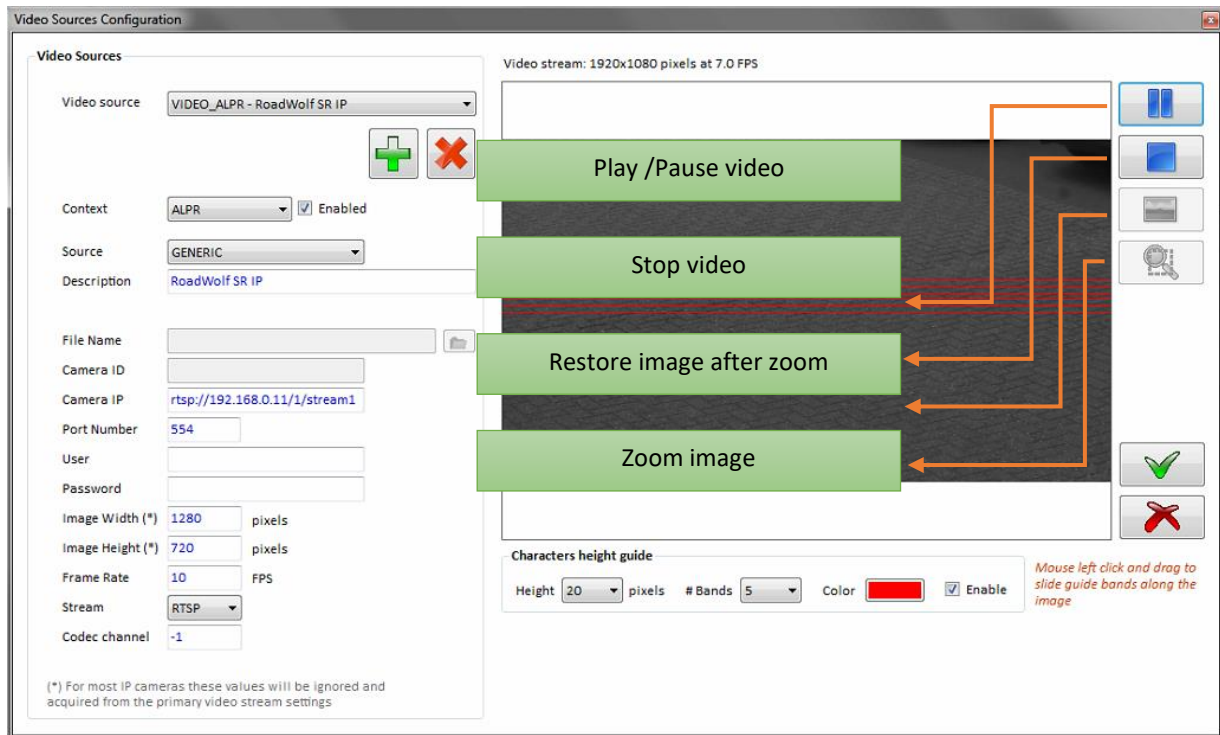 Video Sources Configuration
Video Sources
Video source VIDEO_ALPR - RoadWolf SR IP
Context ALPR Enabled
Source GENERIC
Description RoadWolf SR IP
File Name
Camera ID
Camera IP rtsp://192.168.0.11/1/stream1
Port Number 554
User
Password
Image Width (*) 1280 pixels
Image Height (*) 720 pixels
Frame Rate 10 FPS
Stream RTSP
Codec channel -1
(*) For most IP cameras these values will be ignored and
acquired from the primary video stream settings
Video stream: 1920x1080 pixels at 7.0 FPS
Play /Pause video
Stop video
Restore image after zoom
Zoom image
Characters height guide
Height 20 pixels # Bands 5 Color Enable
Mouse left click and drag to
slide guide bands along the
image